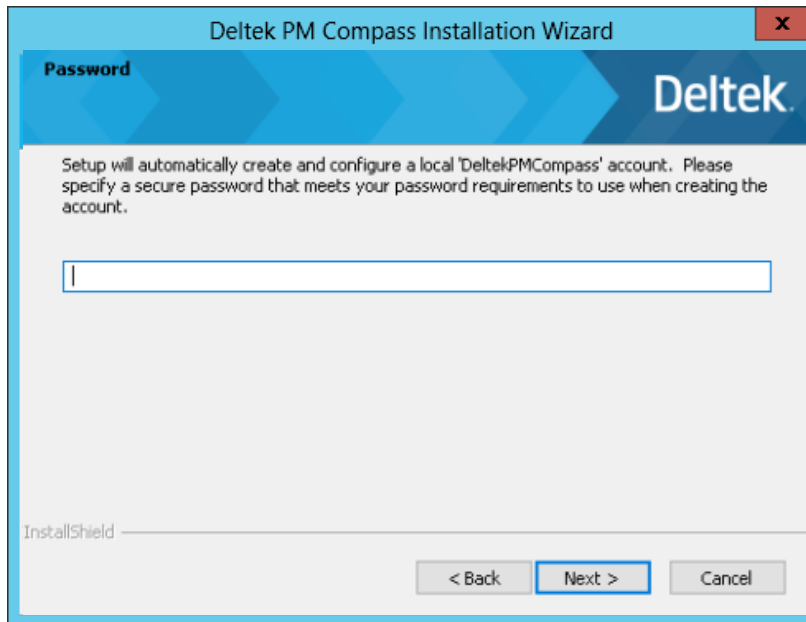 Deltek PM Compass Installation Wizard
x
Password
Deltek.
Setup will automatically create and configure a local 'DeltekPMCompass' account. Please
specify a secure password that meets your password requirements to use when creating the
account.
InstallShield
< Back
Next >
Cancel